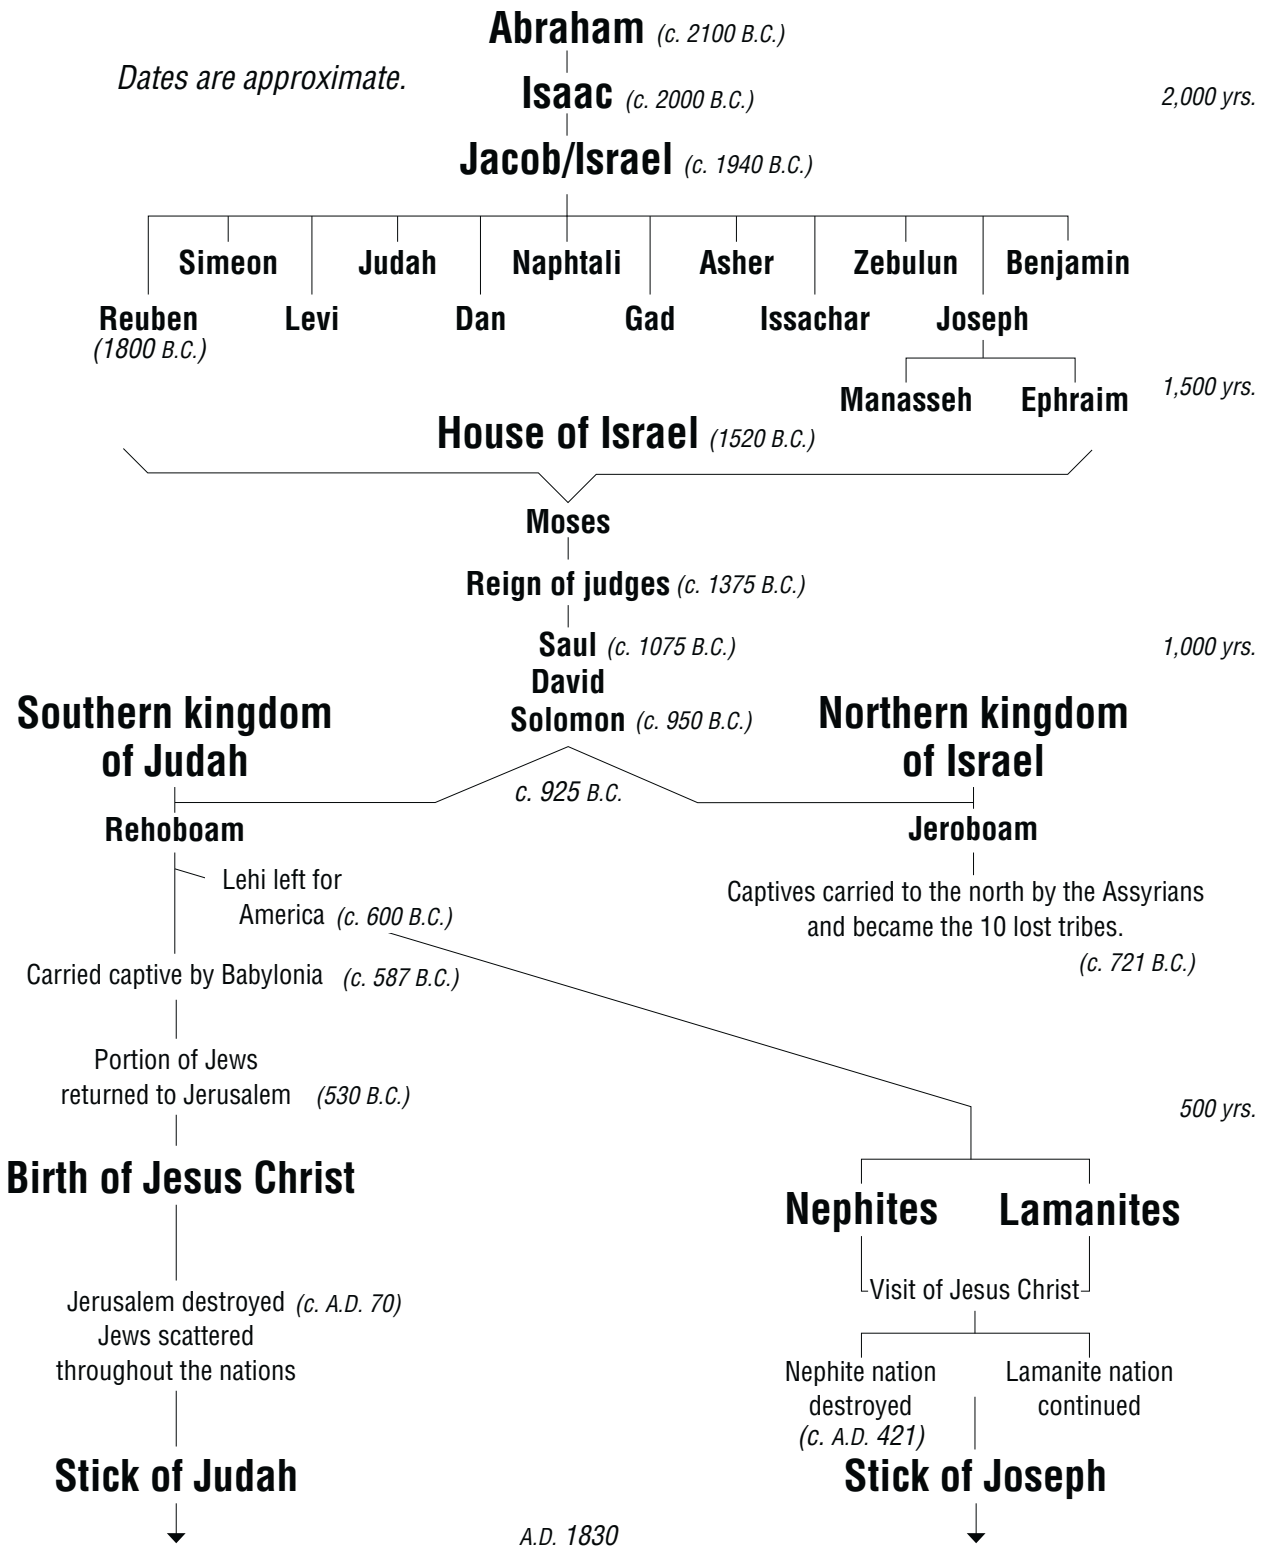 Abraham (c. 2100 B.C.)
Dates are approximate.
Isaac (c. 2000 B.C.)
2,000 yrs.
Jacob/Israel (c. 1940 B.C.)
Simeon Judah Naphtali Asher Zebulun Benjamin
Reuben Levi Dan Gad Issachar Joseph
(1800 B.C.)
Manasseh Ephraim
1,500 yrs.
House of Israel (1520 B.C.)
Moses
Reign of judges (c. 1375 B.C.)
Saul (c. 1075 B.C.)
1,000 yrs.
David
Solomon (c. 950 B.C.)
Southern kingdom
of Judah
Northern kingdom
of Israel
c. 925 B.C.
Rehoboam
Jeroboam
Lehi left for
America (c. 600 B.C.)
Captives carried to the north by the Assyrians
and became the 10 lost tribes.
(c. 721 B.C.)
Carried captive by Babylonia (c. 587 B.C.)
Portion of Jews
returned to Jerusalem (530 B.C.)
500 yrs.
Birth of Jesus Christ
Nephites Lamanites
Visit of Jesus Christ
Jerusalem destroyed (c. A.D. 70)
Jews scattered
throughout the nations
Nephite nation
destroyed
(c. A.D. 421)
Lamanite nation
continued
Stick of Judah
Stick of Joseph
A.D. 1830